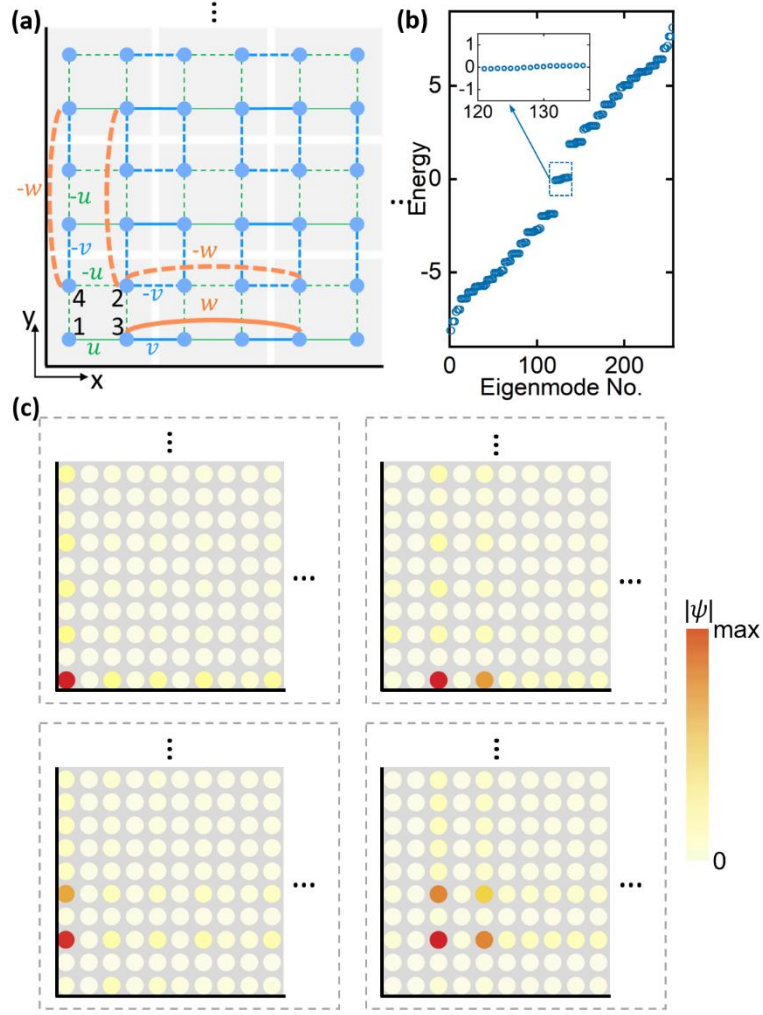 (a)
⋮
-w
-u
-v
-u
-w
-v
4 2
1 3
w
u
v
y
x
...
(b)
Energy
5
0
-5
0
100
200
Eigenmode No.
1
0
-1
120
130
(c)
⋮
...
⋮
...
⋮
...
⋮
...
|ψ|
max
0